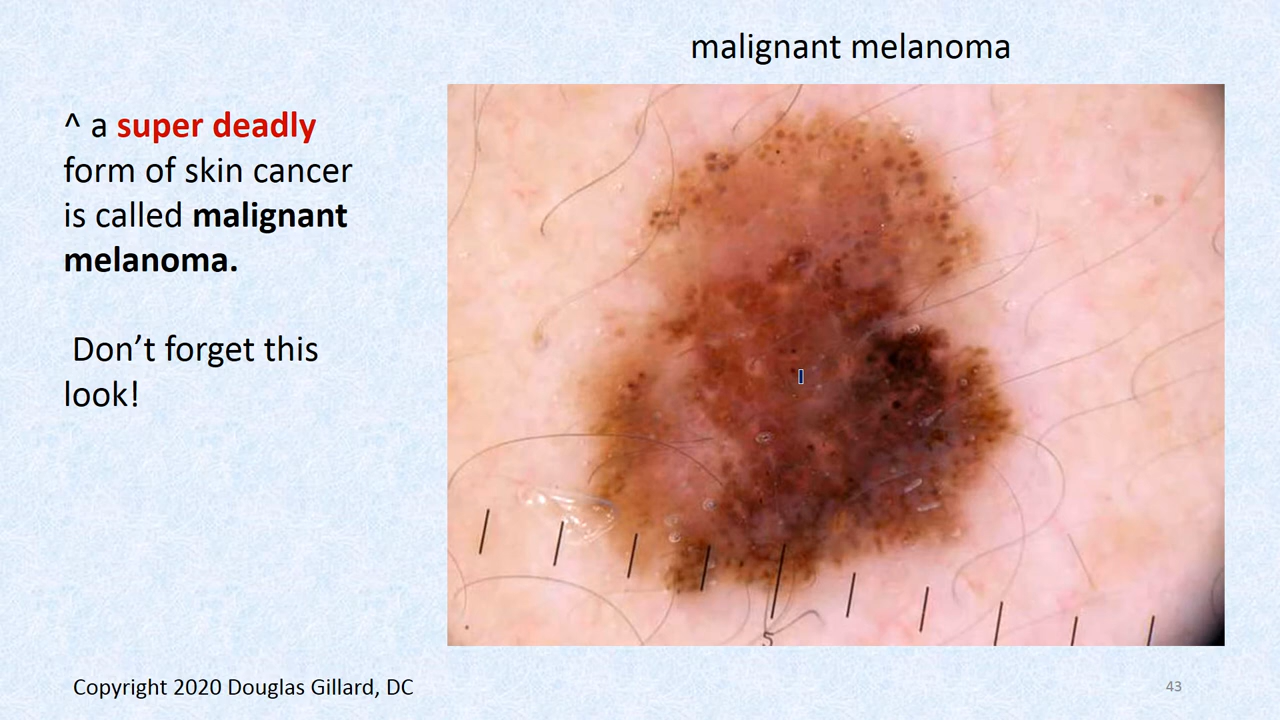 malignant melanoma
^ a super deadly
form of skin cancer
is called malignant
melanoma.
Don’t forget this
look!
5
Copyright 2020 Douglas Gillard, DC
43